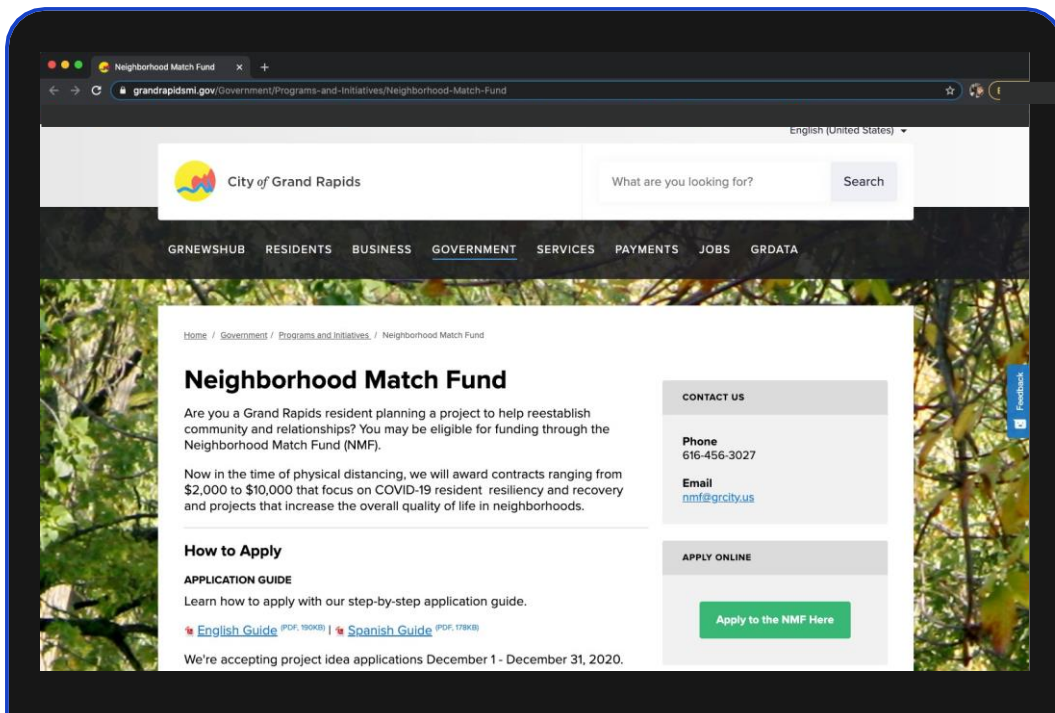 Neighborhood Match Fund
grandrapidsmi.gov/Government/Programs-and-Initiatives/Neighborhood-Match-Fund
English (United States)
City of Grand Rapids
What are you looking for?
Search
GRNEWSHUB RESIDENTS BUSINESS GOVERNMENT SERVICES PAYMENTS JOBS GRDATA
Home / Government / Programs and Initiatives / Neighborhood Match Fund
Neighborhood Match Fund
Are you a Grand Rapids resident planning a project to help reestablish
community and relationships? You may be eligible for funding through the
Neighborhood Match Fund (NMF).
Now in the time of physical distancing, we will award contracts ranging from
$2,000 to $10,000 that focus on COVID-19 resident resiliency and recovery
and projects that increase the overall quality of life in neighborhoods.
How to Apply
APPLICATION GUIDE
Learn how to apply with our step-by-step application guide.
English Guide (PDF, 190KB) | Spanish Guide (PDF, 178KB)
We're accepting project idea applications December 1 - December 31, 2020.
CONTACT US
Phone
616-456-3027
Email
nmf@grcity.us
APPLY ONLINE
Apply to the NMF Here
Feedback